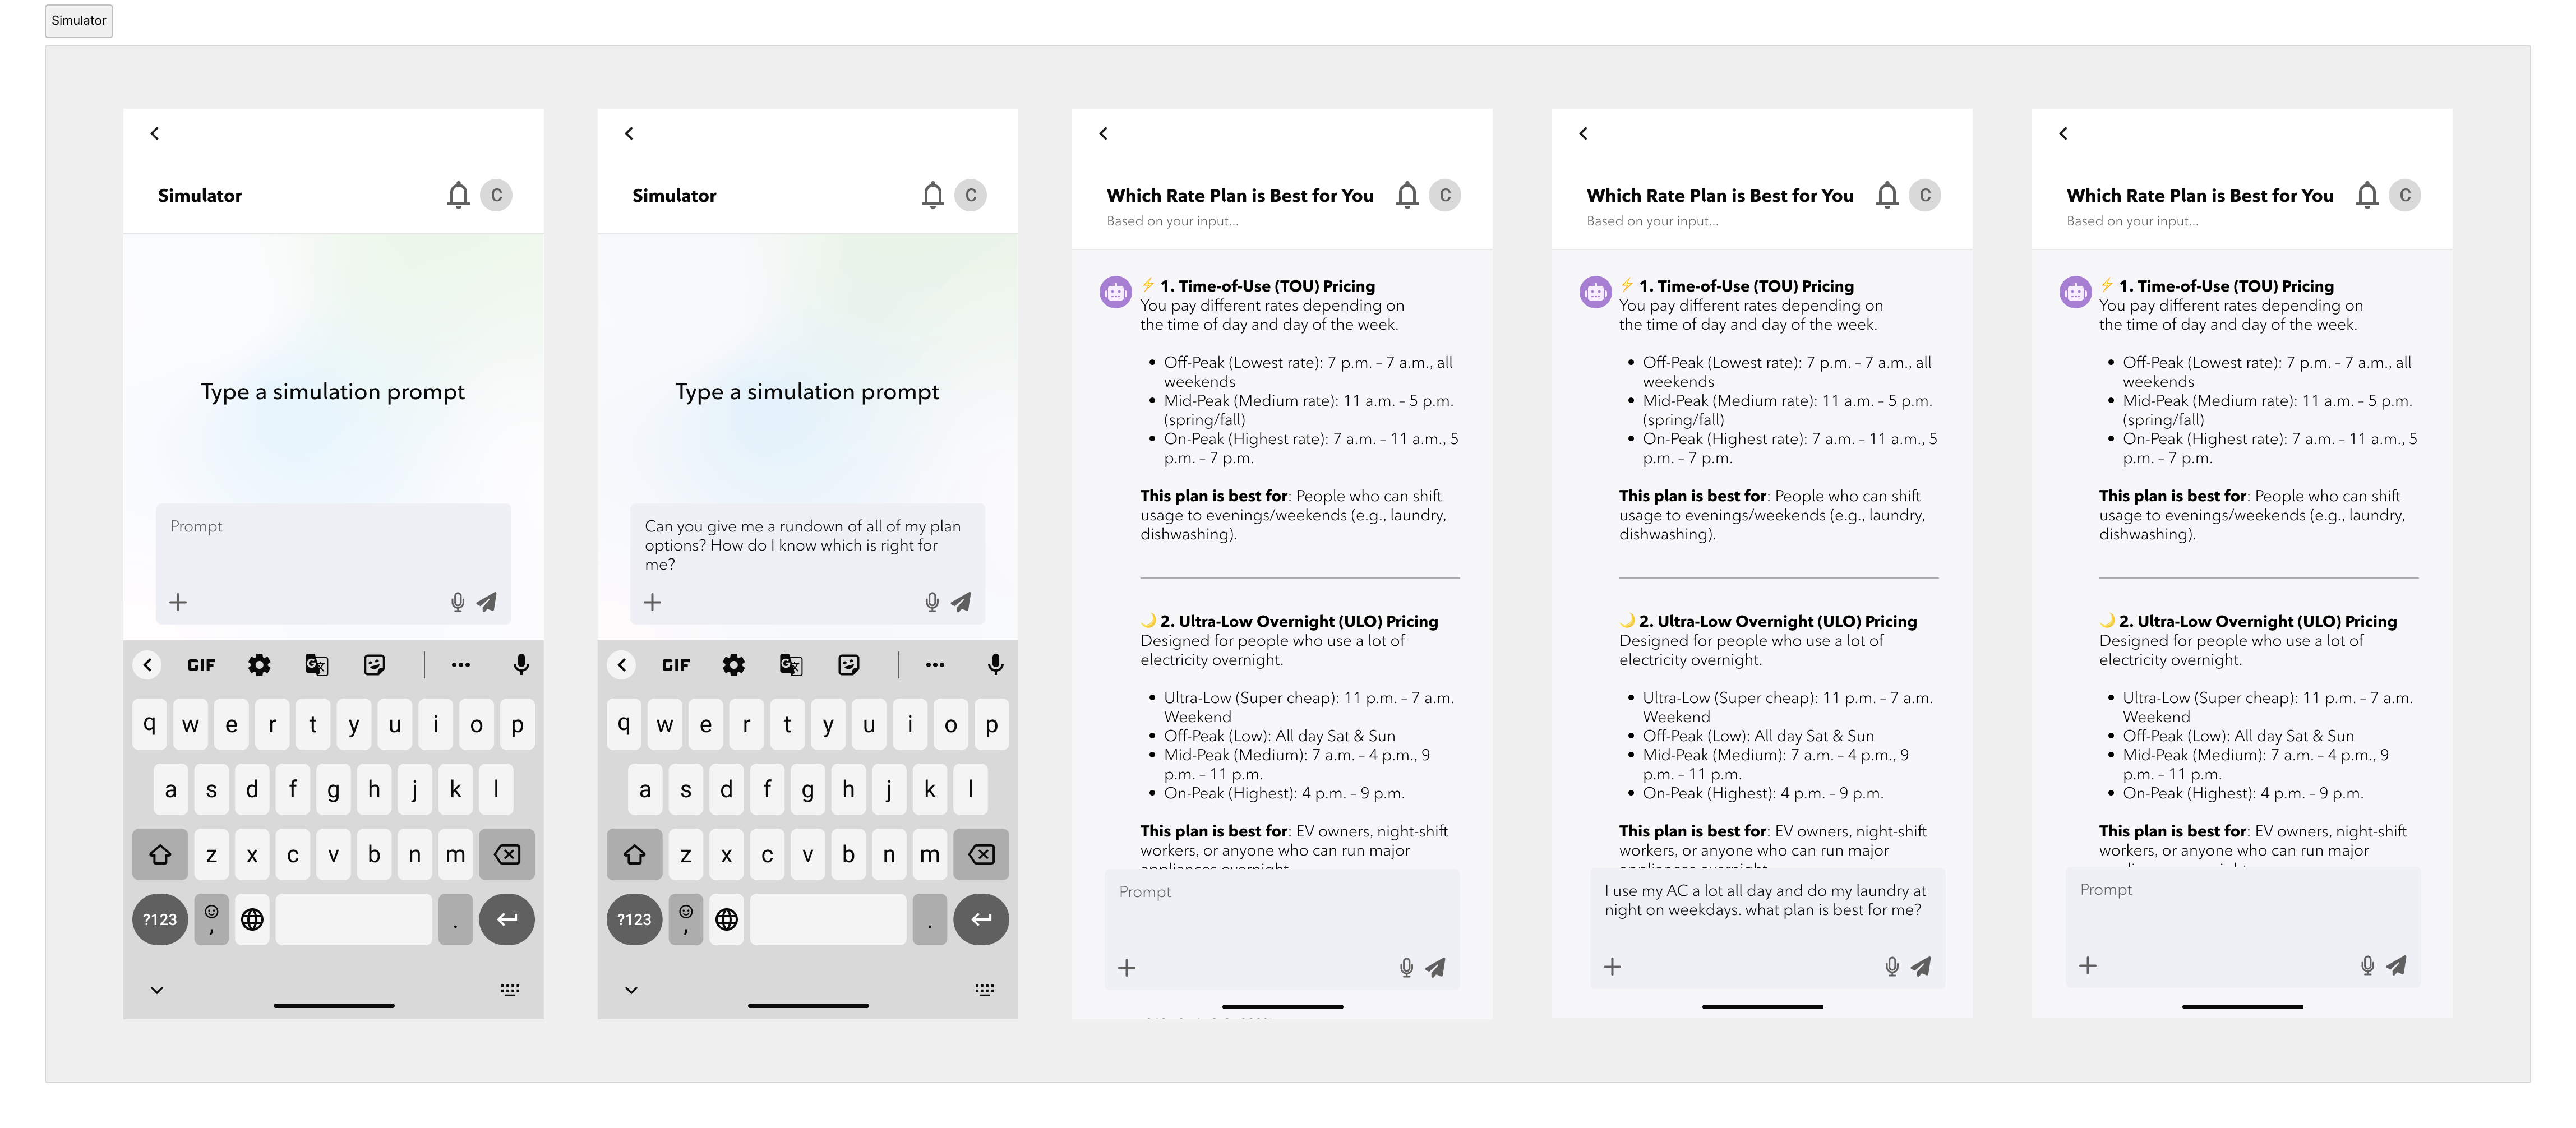 Simulator
Simulator
C
Type a simulation prompt
Prompt
GIF
q w e r t y u i o p
a s d f g h j k l
z x c v b n m
?123 , .
Simulator
C
Type a simulation prompt
Can you give me a rundown of all of my plan
options? How do I know which is right for
me?
GIF
q w e r t y u i o p
a s d f g h j k l
z x c v b n m
?123 , .
Which Rate Plan is Best for You
C
Based on your input...
⚡ 1. Time-of-Use (TOU) Pricing
You pay different rates depending on
the time of day and day of the week.
• Off-Peak (Lowest rate): 7 p.m. – 7 a.m., all
weekends
• Mid-Peak (Medium rate): 11 a.m. – 5 p.m.
(spring/fall)
• On-Peak (Highest rate): 7 a.m. – 11 a.m., 5
p.m. – 7 p.m.
This plan is best for: People who can shift
usage to evenings/weekends (e.g., laundry,
dishwashing).
🌙 2. Ultra-Low Overnight (ULO) Pricing
Designed for people who use a lot of
electricity overnight.
• Ultra-Low (Super cheap): 11 p.m. – 7 a.m.
Weekend
• Off-Peak (Low): All day Sat & Sun
• Mid-Peak (Medium): 7 a.m. – 4 p.m., 9
p.m. – 11 p.m.
• On-Peak (Highest): 4 p.m. – 9 p.m.
This plan is best for: EV owners, night-shift
workers, or anyone who can run major
appliances overnight
Prompt
Which Rate Plan is Best for You
C
Based on your input...
⚡ 1. Time-of-Use (TOU) Pricing
You pay different rates depending on
the time of day and day of the week.
• Off-Peak (Lowest rate): 7 p.m. – 7 a.m., all
weekends
• Mid-Peak (Medium rate): 11 a.m. – 5 p.m.
(spring/fall)
• On-Peak (Highest rate): 7 a.m. – 11 a.m., 5
p.m. – 7 p.m.
This plan is best for: People who can shift
usage to evenings/weekends (e.g., laundry,
dishwashing).
🌙 2. Ultra-Low Overnight (ULO) Pricing
Designed for people who use a lot of
electricity overnight.
• Ultra-Low (Super cheap): 11 p.m. – 7 a.m.
Weekend
• Off-Peak (Low): All day Sat & Sun
• Mid-Peak (Medium): 7 a.m. – 4 p.m., 9
p.m. – 11 p.m.
• On-Peak (Highest): 4 p.m. – 9 p.m.
This plan is best for: EV owners, night-shift
workers, or anyone who can run major
I use my AC a lot all day and do my laundry at
night on weekdays. what plan is best for me?
Which Rate Plan is Best for You
C
Based on your input...
⚡ 1. Time-of-Use (TOU) Pricing
You pay different rates depending on
the time of day and day of the week.
• Off-Peak (Lowest rate): 7 p.m. – 7 a.m., all
weekends
• Mid-Peak (Medium rate): 11 a.m. – 5 p.m.
(spring/fall)
• On-Peak (Highest rate): 7 a.m. – 11 a.m., 5
p.m. – 7 p.m.
This plan is best for: People who can shift
usage to evenings/weekends (e.g., laundry,
dishwashing).
🌙 2. Ultra-Low Overnight (ULO) Pricing
Designed for people who use a lot of
electricity overnight.
• Ultra-Low (Super cheap): 11 p.m. – 7 a.m.
Weekend
• Off-Peak (Low): All day Sat & Sun
• Mid-Peak (Medium): 7 a.m. – 4 p.m., 9
p.m. – 11 p.m.
• On-Peak (Highest): 4 p.m. – 9 p.m.
This plan is best for: EV owners, night-shift
workers, or anyone who can run major
Prompt